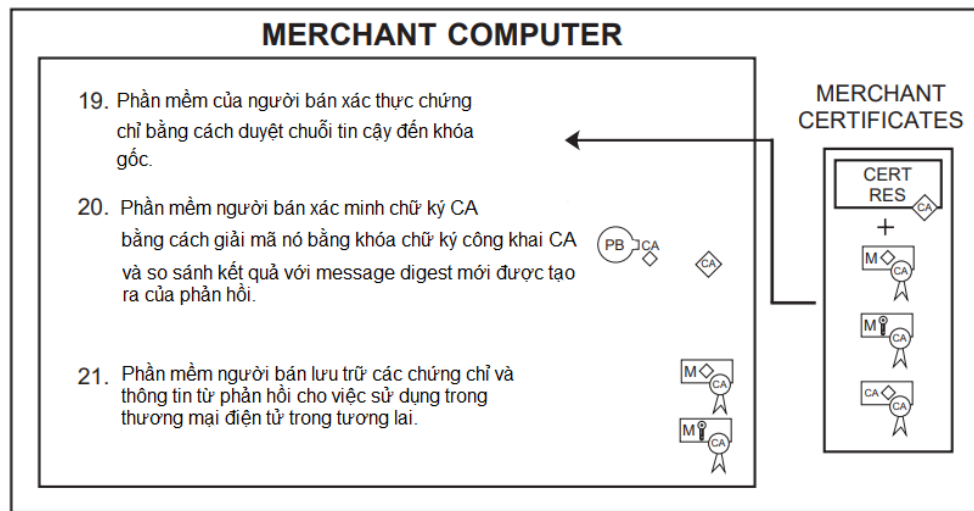 MERCHANT COMPUTER
19. Phần mềm của người bán xác thực chứng
chỉ bằng cách duyệt chuỗi tin cậy đến khóa
gốc.
20. Phần mềm người bán xác minh chữ ký CA
bằng cách giải mã nó bằng khóa chữ ký công khai CA
và so sánh kết quả với message digest mới được tạo
ra của phản hồi.
PB CA
CA
21. Phần mềm người bán lưu trữ các chứng chỉ và
thông tin từ phản hồi cho việc sử dụng trong
thương mại điện tử trong tương lai.
M
CA
M
CA
MERCHANT
CERTIFICATES
CERT
RES
CA
+
M
CA
M
CA
CA
CA